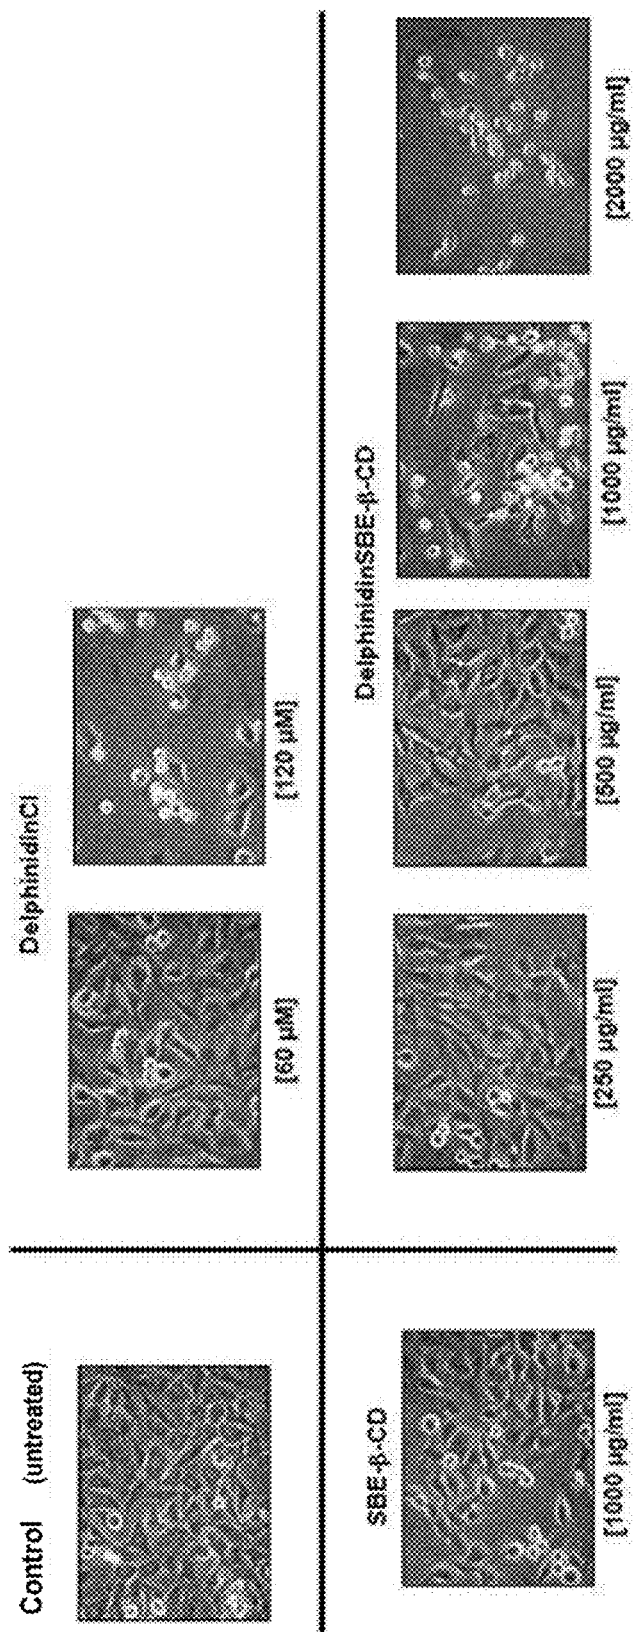 Control (untreated)
DelphinidinCl
[60 µM]
[120 µM]
SBE-β-CD
DelphinidinSBE-β-CD
[1000 µg/ml]
[250 µg/ml]
[500 µg/ml]
[1000 µg/ml]
[2000 µg/ml]